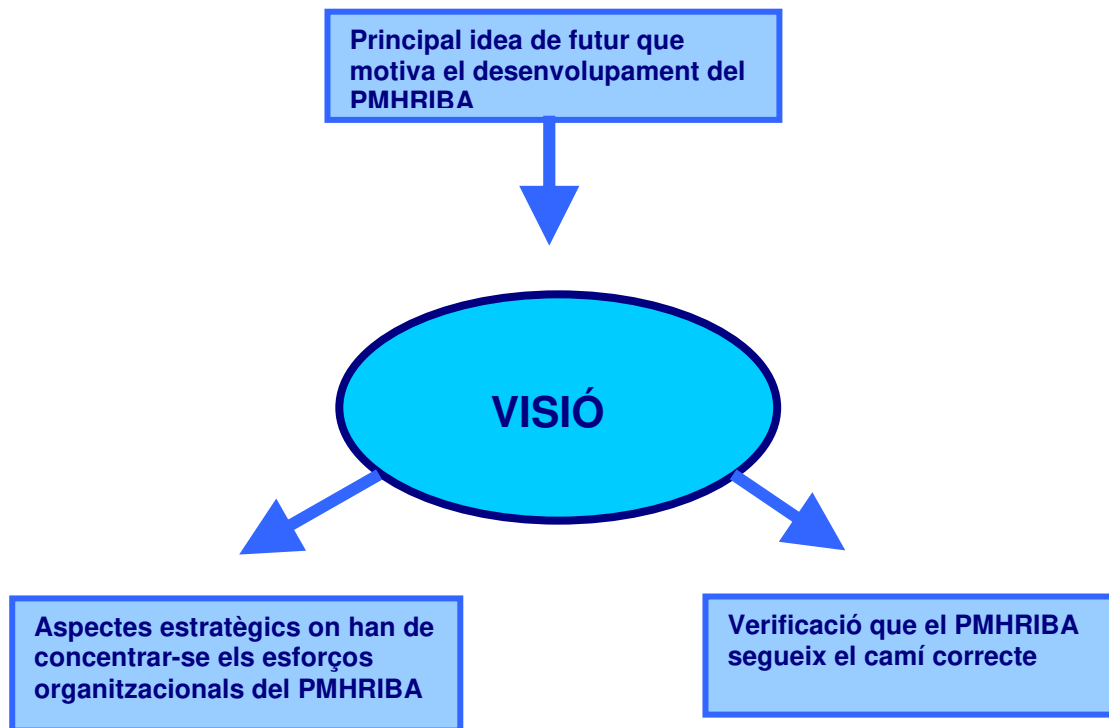 Principal idea de futur que
motiva el desenvolupament del
PMHRIBA
VISIÓ
Aspectes estratègics on han de
concentrar-se els esforços
organitzacionals del PMHRIBA
Verificació que el PMHRIBA
segueix el camí correcte